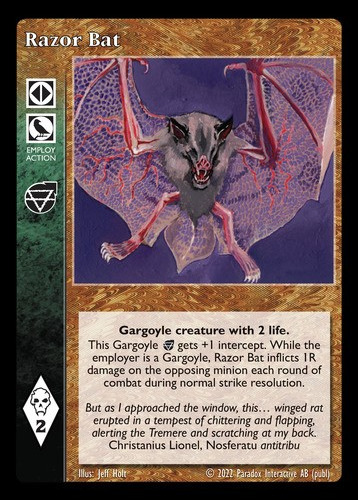 Razor Bat
EMPLOY
ACTION
Gargoyle creature with 2 life.
This Gargoyle gets +1 intercept. While the
employer is a Gargoyle, Razor Bat inflicts 1R
damage on the opposing minion each round of
combat during normal strike resolution.
But as I approached the window, this... winged rat
erupted in a tempest of chittering and flapping,
alerting the Tremere and scratching at my back.
Christanius Lionel, Nosferatu antitribu
2
Illus: Jeff Holt © 2022 Paradox Interactive AB (publ)